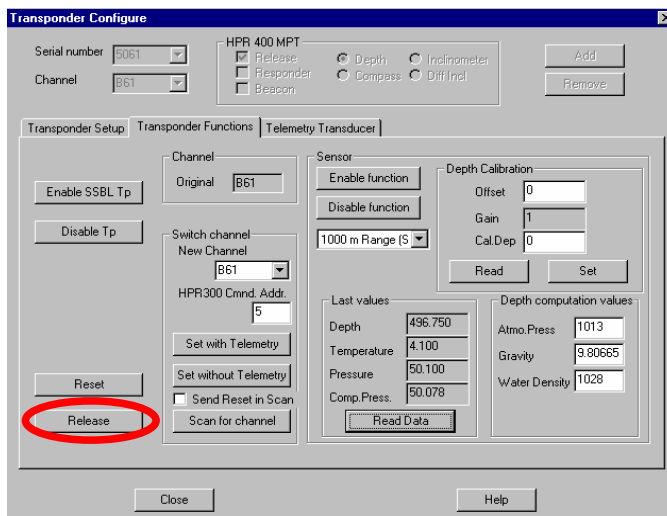 Transponder Configure
Serial number 5061
Channel B61
HPR 400 MPT
Release
Responder
Beacon
Depth
Inclinometer
Compass
Diff Incl
Add
Remove
Transponder Setup
Transponder Functions
Telemetry Transducer
Enable SSBL Tp
Disable Tp
Reset
Release
Channel
Original B61
Switch channel
New Channel
B61
HPR300 Cmnd. Addr.
5
Set with Telemetry
Set without Telemetry
Send Reset in Scan
Scan for channel
Sensor
Enable function
Disable function
1000 m Range (S
Depth Calibration
Offset 0
Gain 1
Cal.Dep 0
Read
Set
Last values
Depth 496.750
Temperature 4.100
Pressure 50.100
Comp.Press. 50.078
Read Data
Depth computation values
Atmo.Press 1013
Gravity 9.80665
Water Density 1028
Close
Help